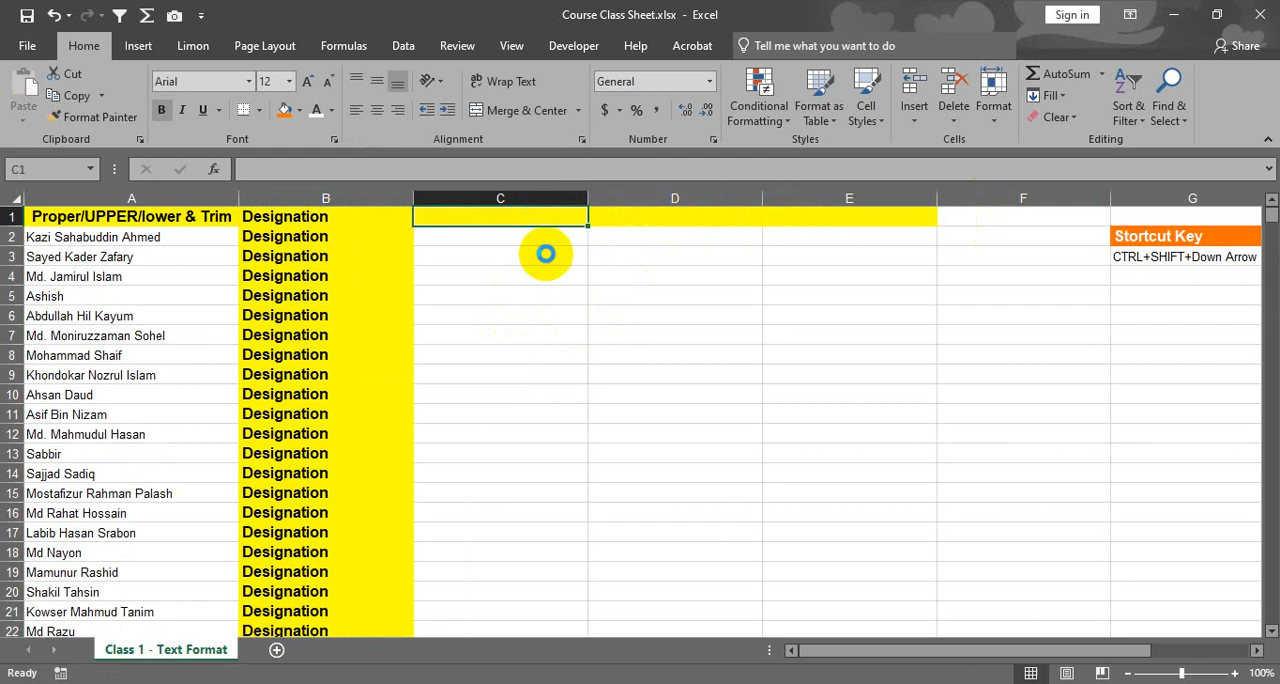 Course Class Sheet.xlsx - Excel
Sign in
File Home Insert Limon Page Layout Formulas Data Review View Developer Help Acrobat Tell me what you want to do Share
Paste
Cut
Copy
Format Painter
Clipboard
Arial 12
B I U A
Font
Wrap Text
Merge & Center
Alignment
General
$ % ,
Number
Conditional Formatting
Format as Table
Cell Styles
Styles
Insert Delete Format
Cells
AutoSum
Fill
Clear
Sort & Filter
Find & Select
Editing
C1 fx
A B C D E F G
1 Proper/UPPER/lower & Trim Designation
2 Kazi Sahabuddin Ahmed Designation Stortcut Key
3 Sayed Kader Zafary Designation CTRL+SHIFT+Down Arrow
4 Md. Jamirul Islam Designation
5 Ashish Designation
6 Abdullah Hil Kayum Designation
7 Md. Moniruzzaman Sohel Designation
8 Mohammad Shaif Designation
9 Khondokar Nozrul Islam Designation
10 Ahsan Daud Designation
11 Asif Bin Nizam Designation
12 Md. Mahmudul Hasan Designation
13 Sabbir Designation
14 Sajjad Sadiq Designation
15 Mostafizur Rahman Palash Designation
16 Md Rahat Hossain Designation
17 Labib Hasan Srabon Designation
18 Md Nayon Designation
19 Mamunur Rashid Designation
20 Shakil Tahsin Designation
21 Kowser Mahmud Tanim Designation
22 Md Razu Designation
Class 1 - Text Format
Ready 100%